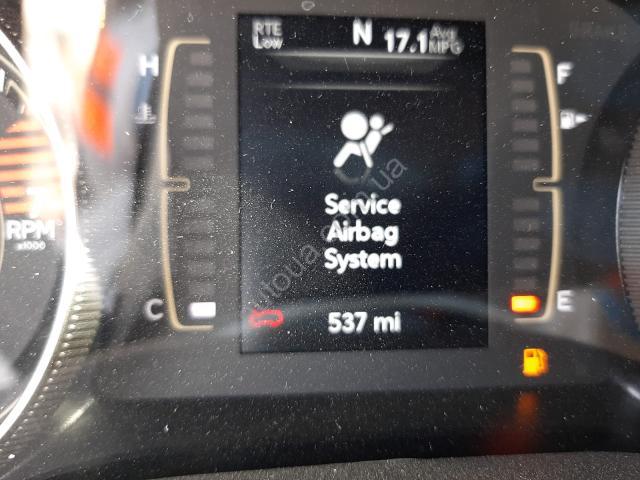 RTE
Low
N
17.1
Avg
MPG
H
F
Service
Airbag
System
RPM
x1000
C
E
537 mi